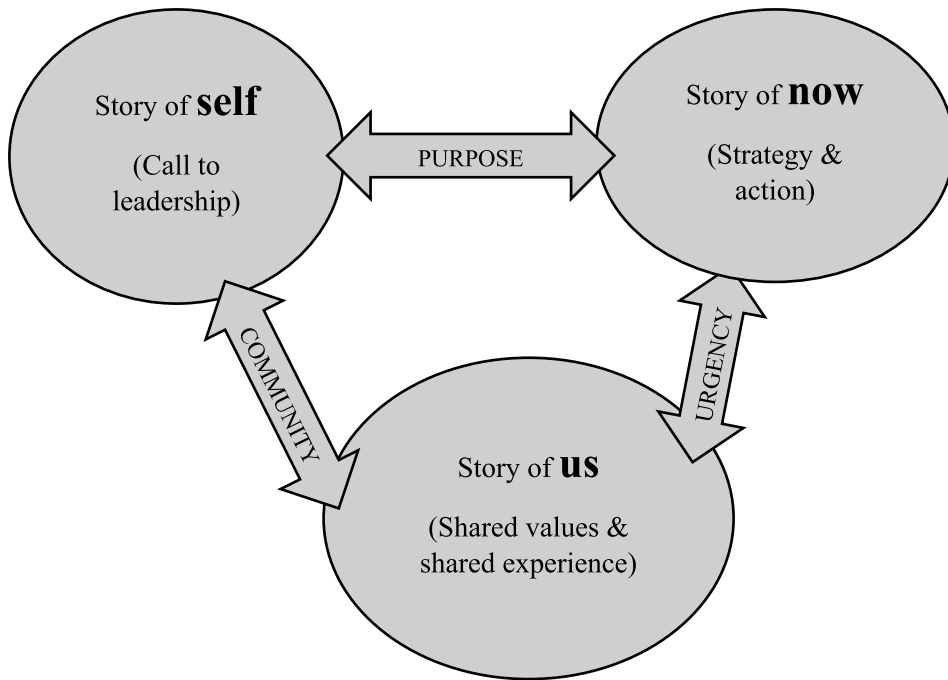 Story of self
(Call to
leadership)
PURPOSE
Story of now
(Strategy &
action)
COMMUNITY
URGENCY
Story of us
(Shared values &
shared experience)